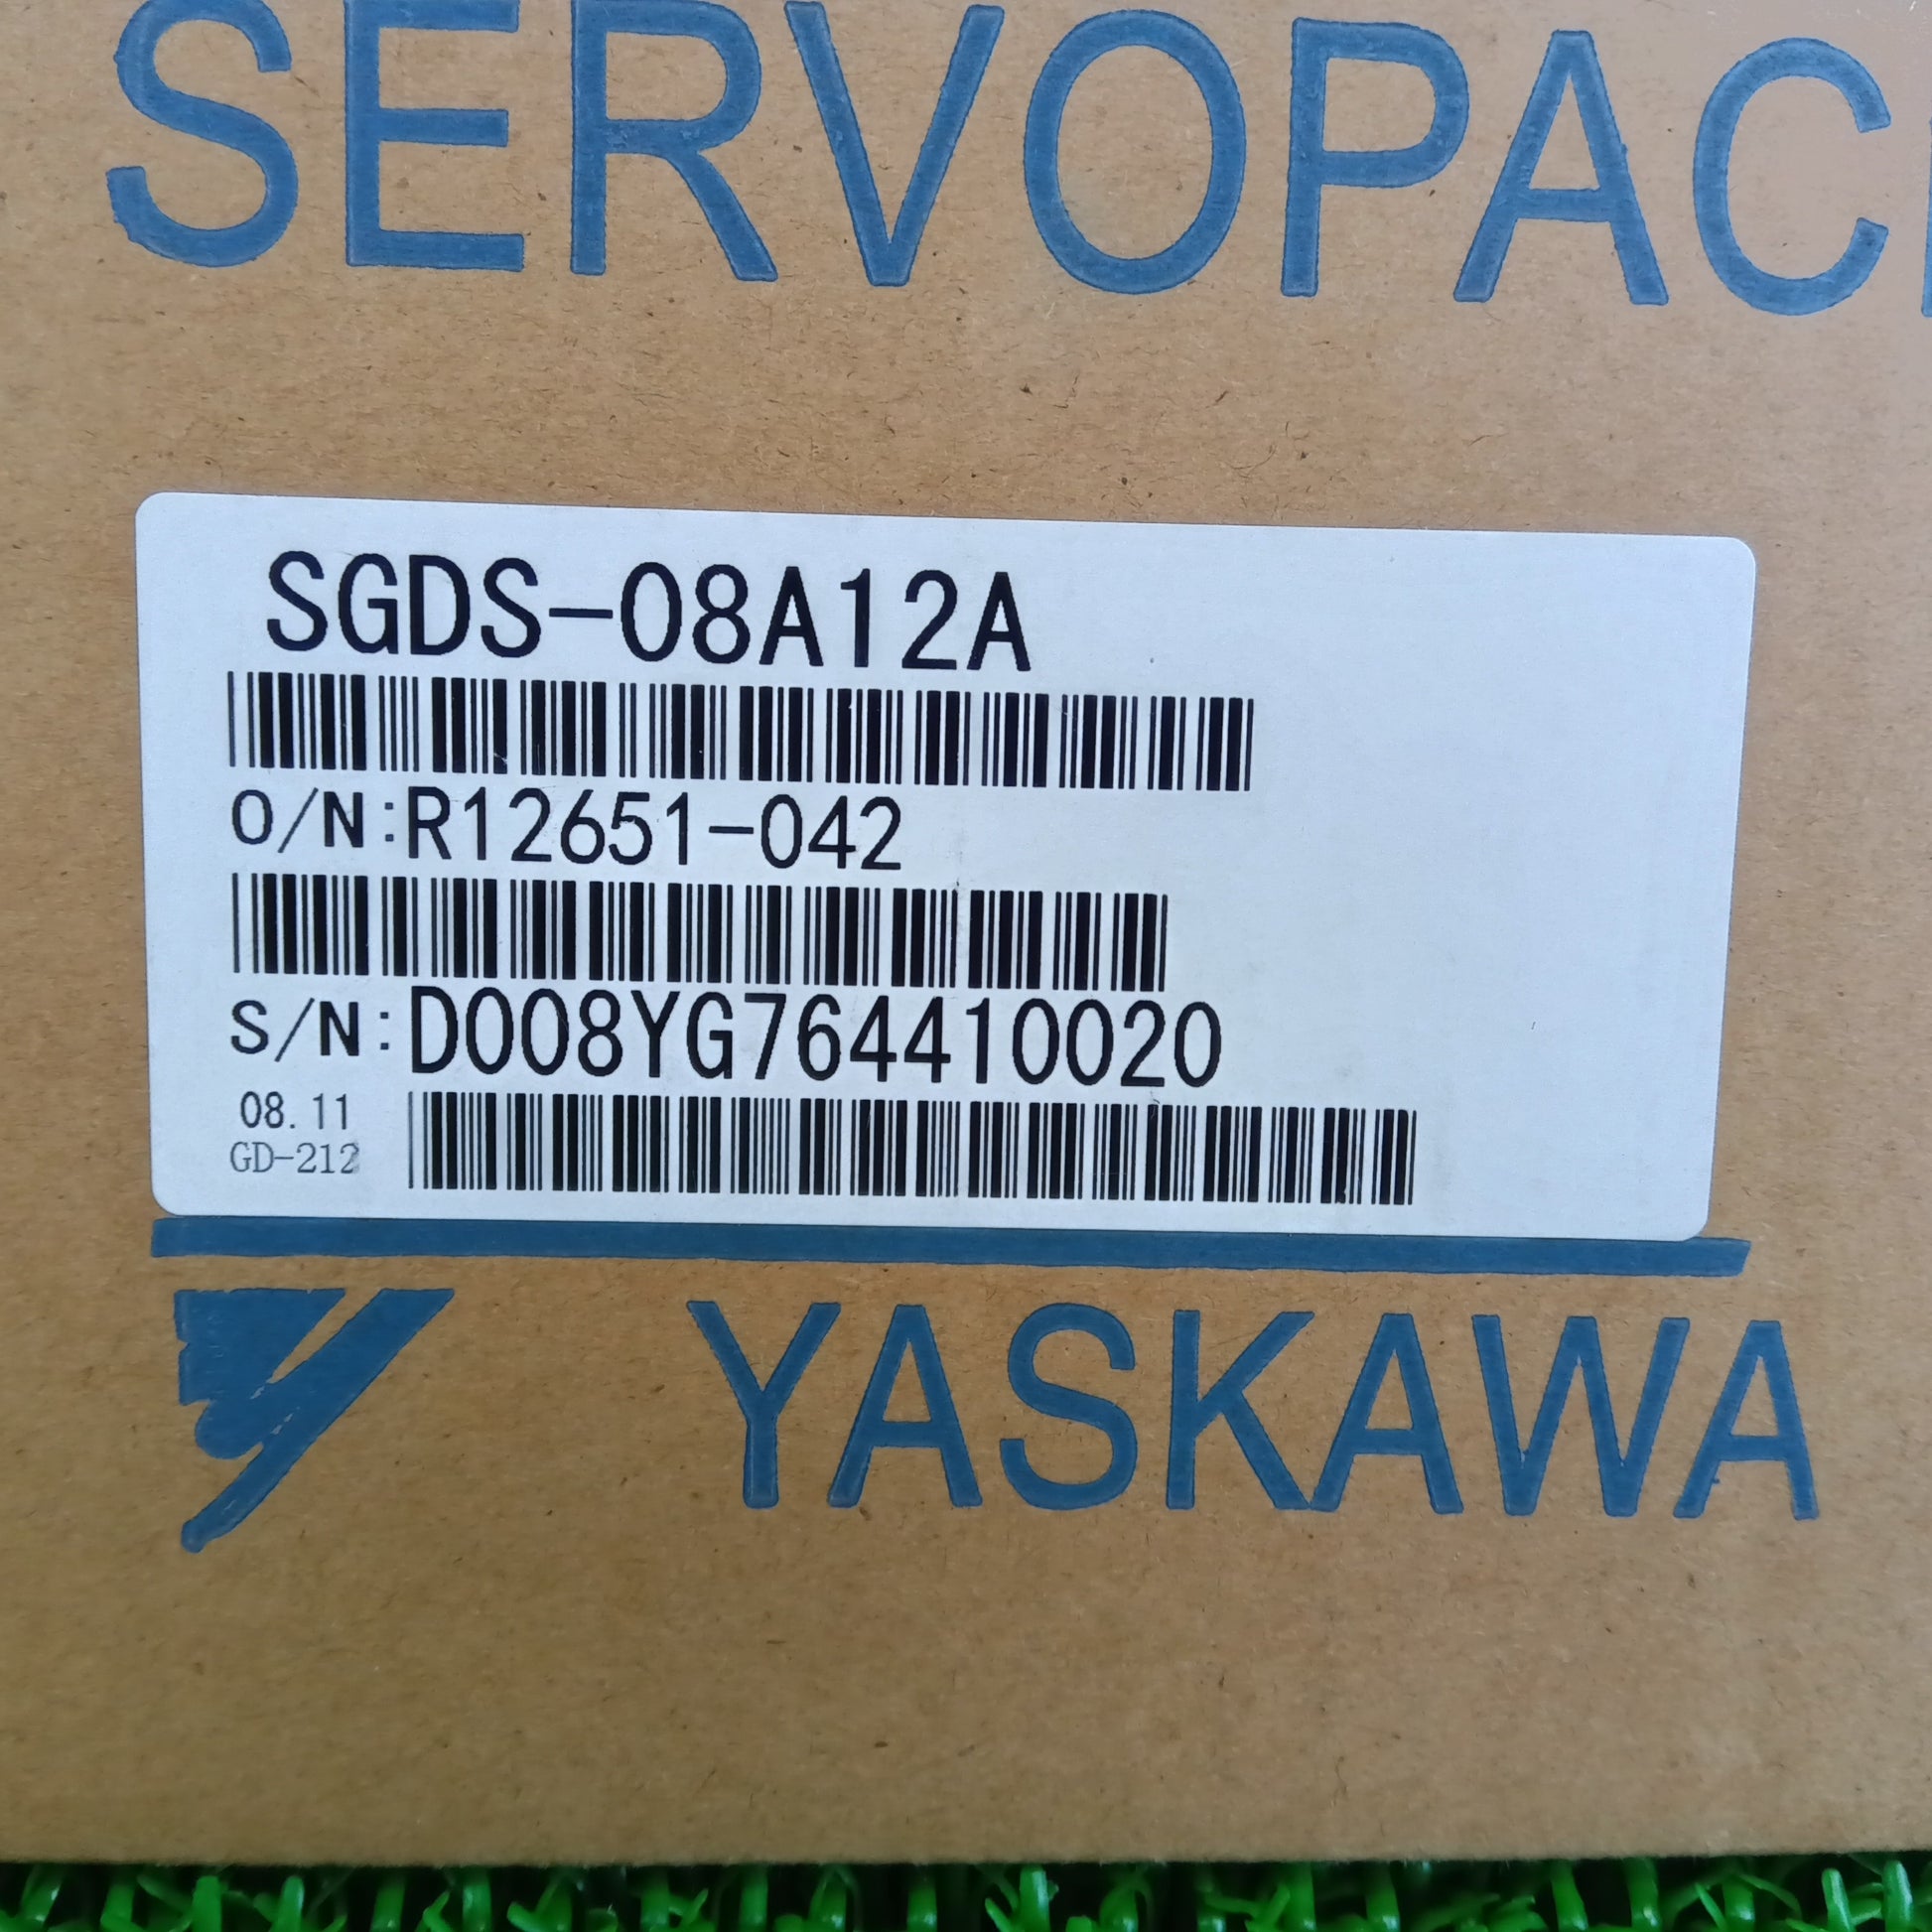 SERVOPAC
SGDS-08A12A
O/N:R12651-042
S/N:D008YG764410020
08.11
GD-212
YASKAWA